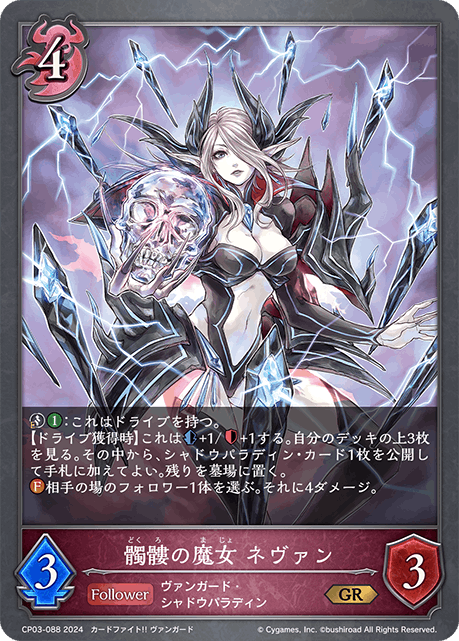 4
①:これはドライブを持つ。
【ドライブ獲得時】これは+1/+1する。自分のデッキの上3枚
を見る。その中から、シャドウパラディン・カード1枚を公開し
て手札に加えてよい。残りを墓場に置く。
F 相手の場のフォロワー1体を選ぶ。それに4ダメージ。
どくろ まじょ
髑髏の魔女 ネヴァン
3
Follower
ヴァンガード・
シャドウパラディン
GR
3
CP03-088 2024 カードファイト!! ヴァンガード
© Cygames, Inc. ©bushiroad All Rights Reserved.